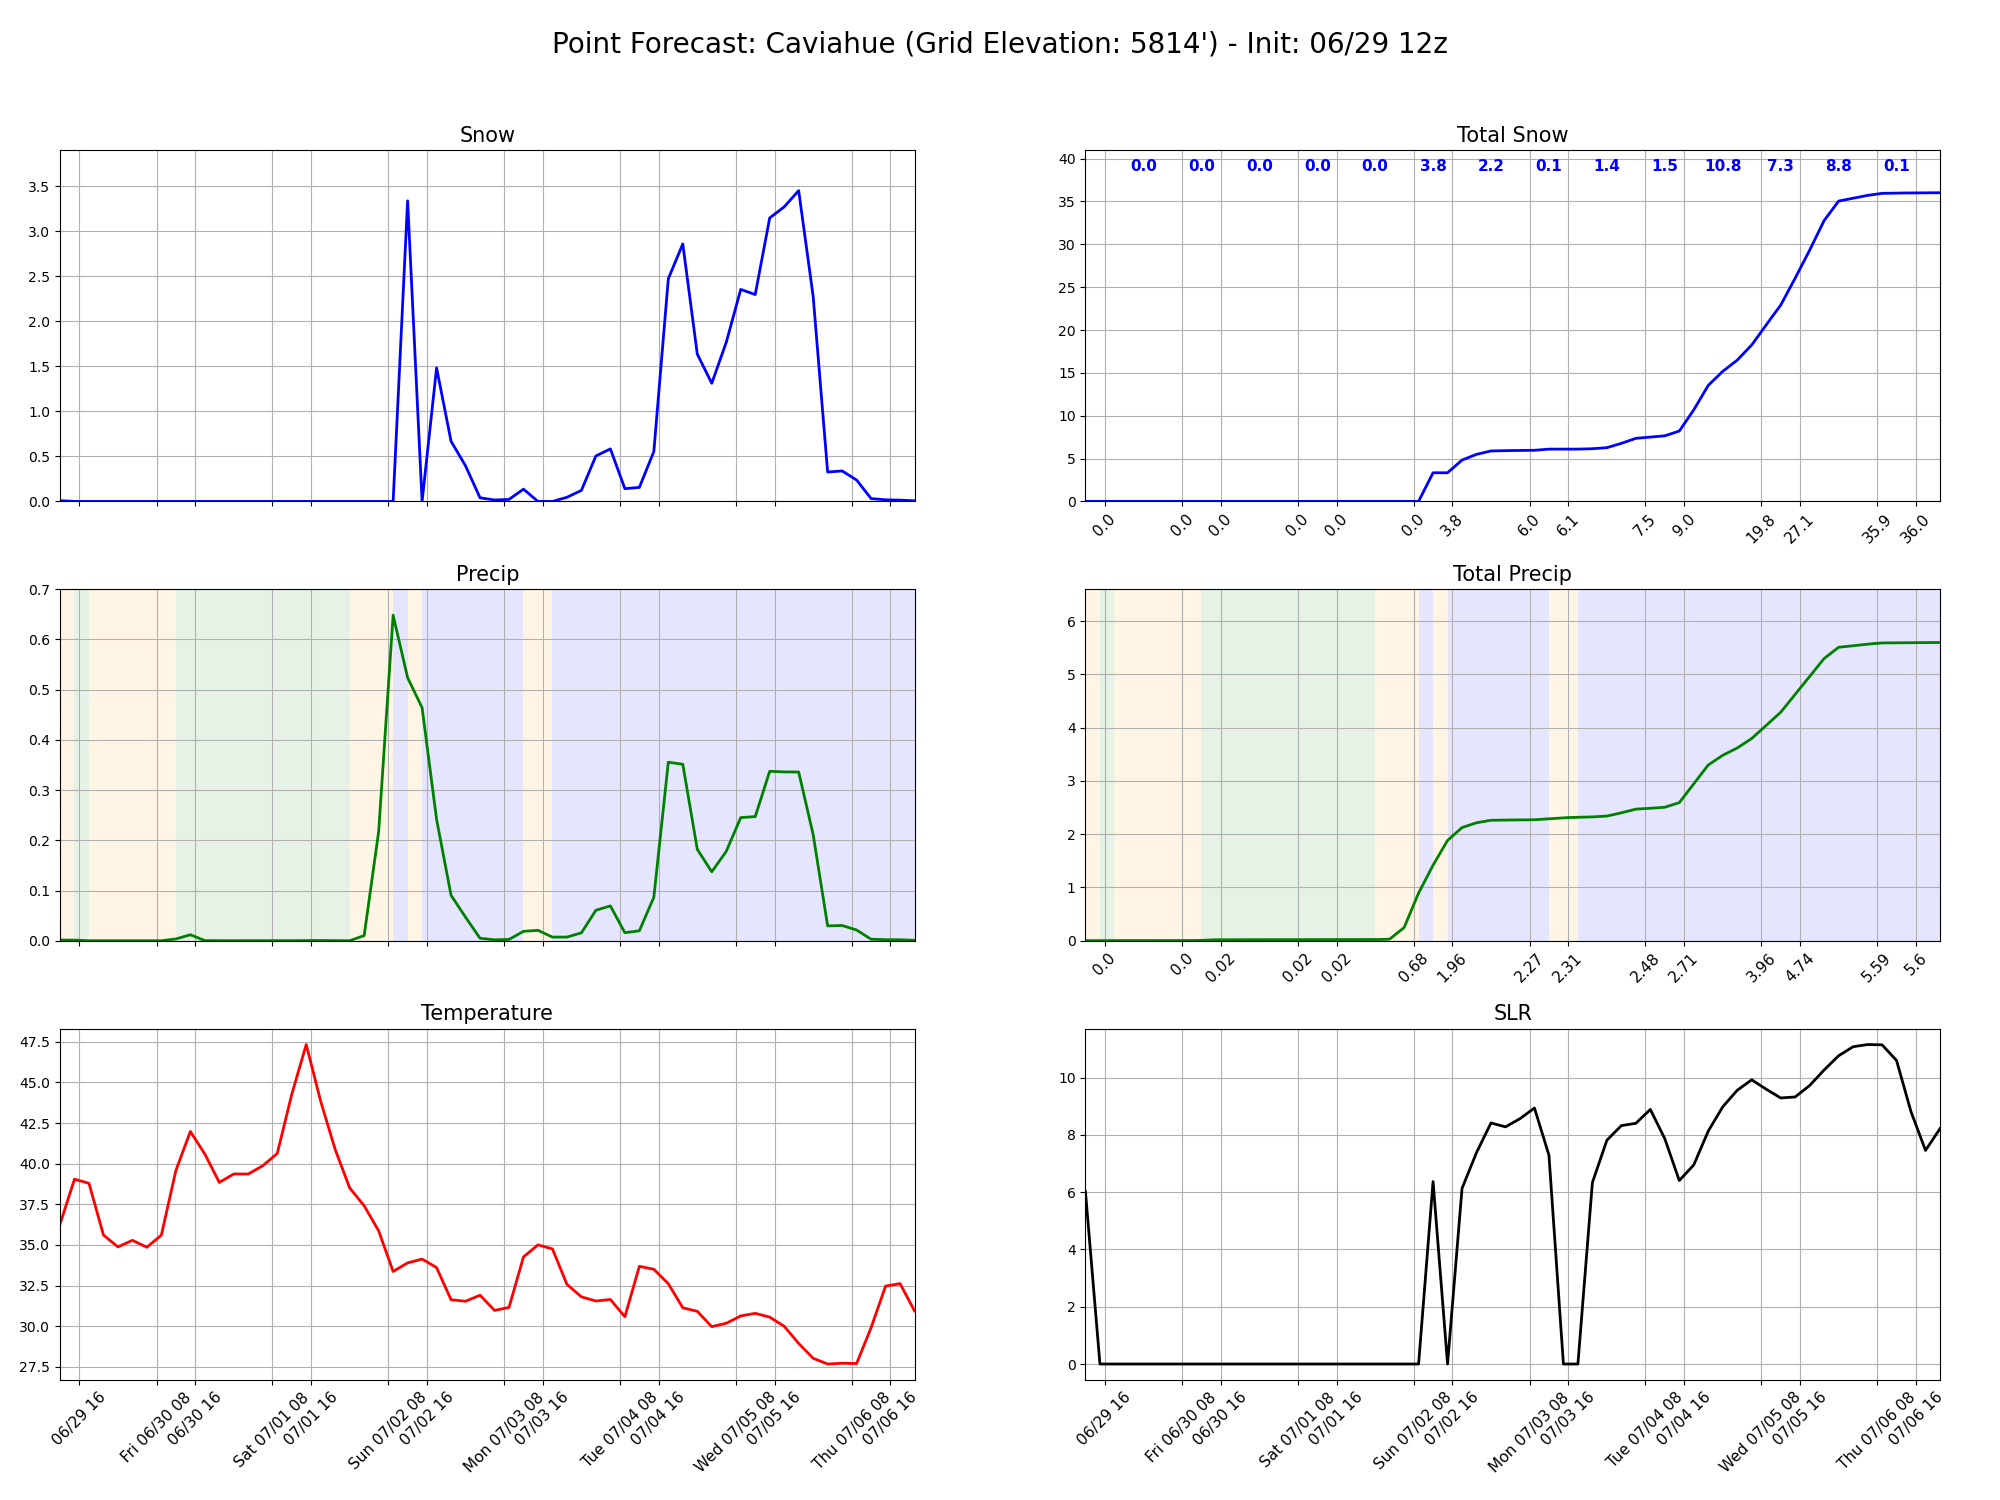 Point Forecast: Caviahue (Grid Elevation: 5814') - Init: 06/29 12z
Snow
3.5
3.0
2.5
2.0
1.5
1.0
0.5
0.0
Total Snow
0.0 0.0 0.0 0.0 0.0 3.8 2.2 0.1 1.4 1.5 10.8 7.3 8.8 0.1
40
35
30
25
20
15
10
5
0
0.0 0.0 0.0 0.0 0.0 0.0 3.8 6.0 6.1 7.5 9.0 19.8 27.1 35.9 36.0
Precip
0.7
0.6
0.5
0.4
0.3
0.2
0.1
0.0
Total Precip
6
5
4
3
2
1
0
0.0 0.0 0.02 0.02 0.02 0.68 1.96 2.27 2.31 2.48 2.71 3.96 4.74 5.59 5.6
Temperature
47.5
45.0
42.5
40.0
37.5
35.0
32.5
30.0
27.5
06/29 16
Fri 06/30 08
06/30 16
Sat 07/01 08
07/01 16
Sun 07/02 08
07/02 16
Mon 07/03 08
07/03 16
Tue 07/04 08
07/04 16
Wed 07/05 08
07/05 16
Thu 07/06 08
07/06 16
SLR
10
8
6
4
2
0
06/29 16
Fri 06/30 08
06/30 16
Sat 07/01 08
07/01 16
Sun 07/02 08
07/02 16
Mon 07/03 08
07/03 16
Tue 07/04 08
07/04 16
Wed 07/05 08
07/05 16
Thu 07/06 08
07/06 16